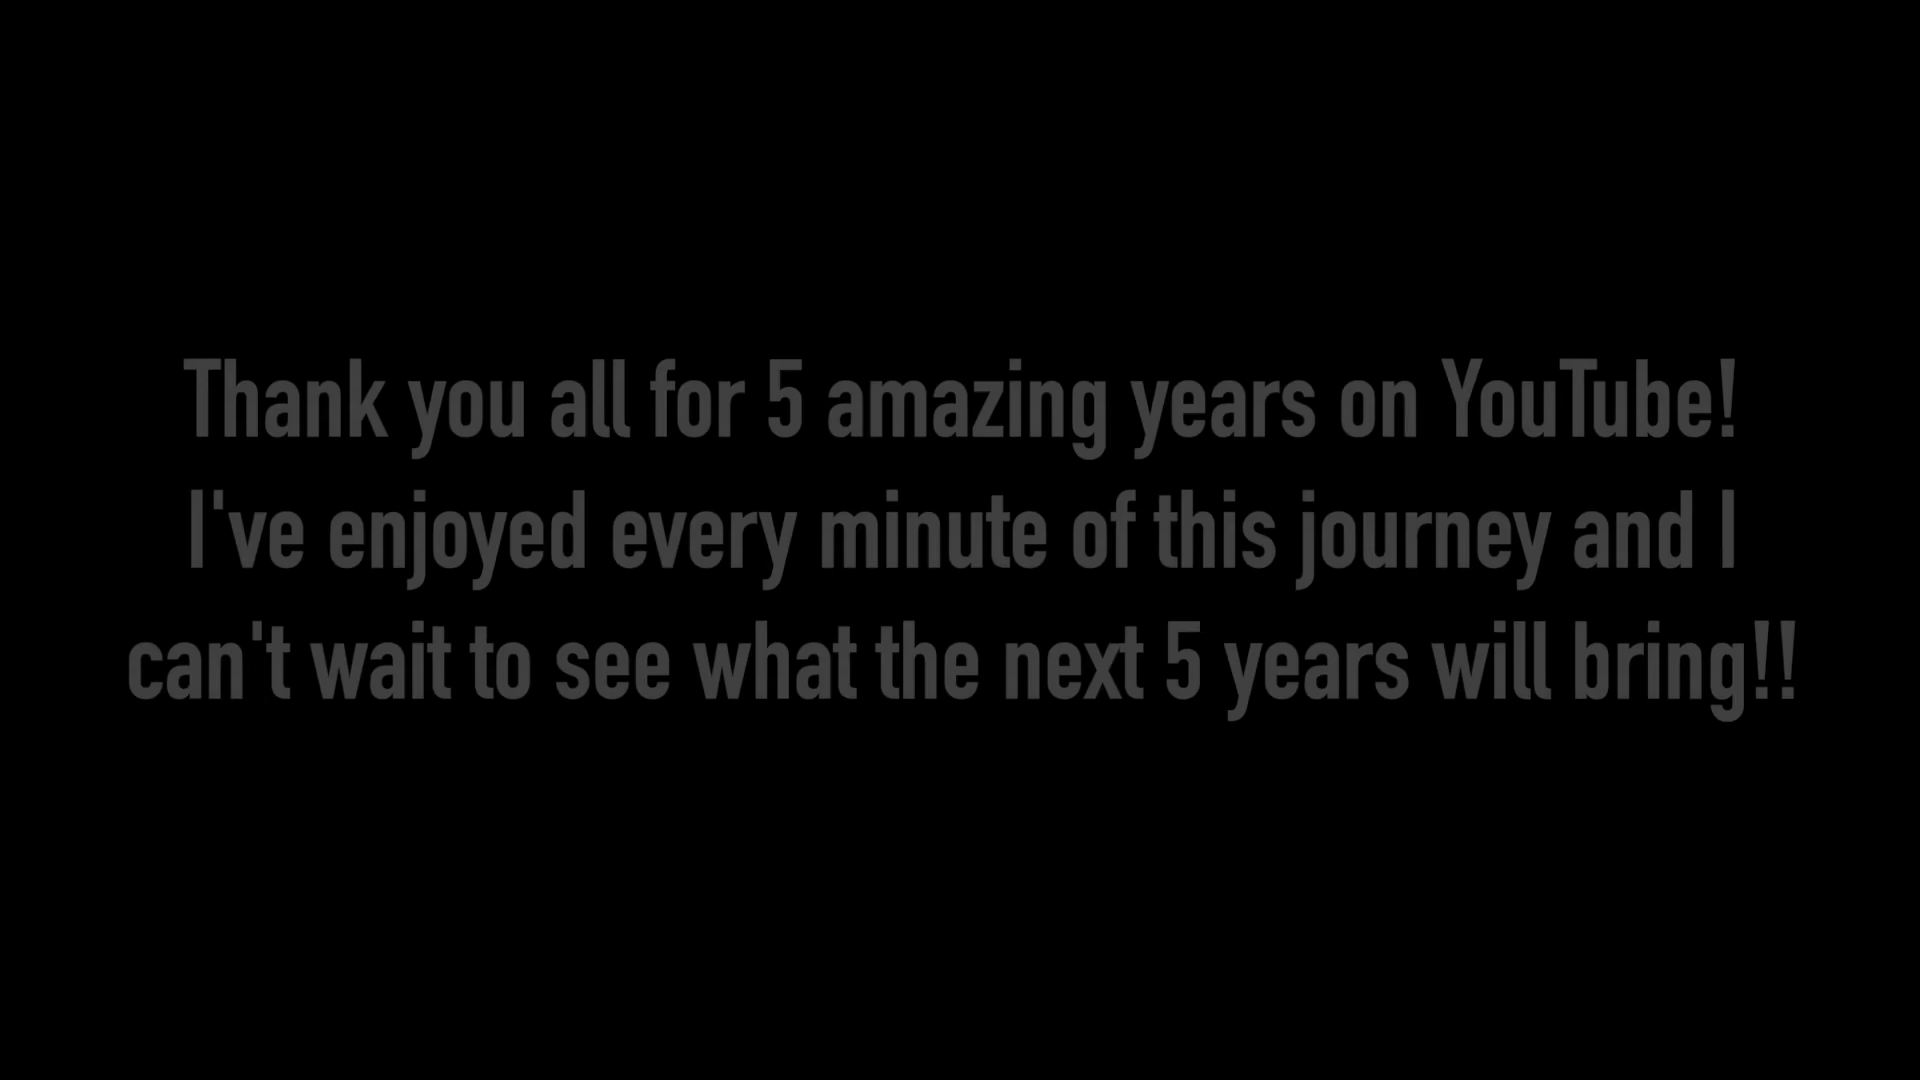 Thank you all for 5 amazing years on YouTube!
I've enjoyed every minute of this journey and I
can't wait to see what the next 5 years will bring!!